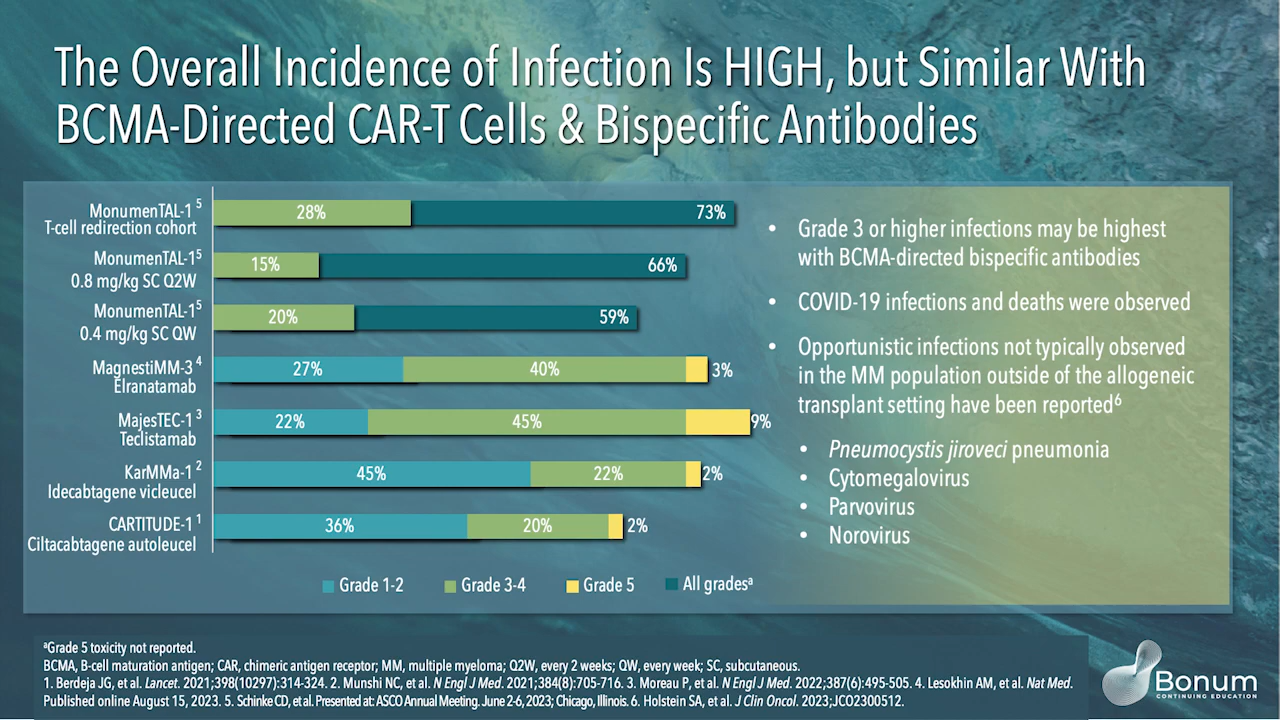 The Overall Incidence of Infection Is HIGH, but Similar With
BCMA-Directed CAR-T Cells & Bispecific Antibodies
MonumenTAL-1 5
T-cell redirection cohort
28%
73%
MonumenTAL-1 5
0.8 mg/kg SC Q2W
15%
66%
MonumenTAL-1 5
0.4 mg/kg SC QW
20%
59%
MagnestiMM-3 4
Elranatamab
27%
40%
3%
MajesTEC-1 3
Teclistamab
22%
45%
9%
KarMMa-1 2
Idecabtagene vicleucel
45%
22%
2%
CARTITUDE-1 1
Ciltacabtagene autoleucel
36%
20%
2%
Grade 1-2
Grade 3-4
Grade 5
All gradesᵃ
• Grade 3 or higher infections may be highest
with BCMA-directed bispecific antibodies
• COVID-19 infections and deaths were observed
• Opportunistic infections not typically observed
in the MM population outside of the allogeneic
transplant setting have been reported⁶
• Pneumocystis jiroveci pneumonia
• Cytomegalovirus
• Parvovirus
• Norovirus
ᵃGrade 5 toxicity not reported.
BCMA, B-cell maturation antigen; CAR, chimeric antigen receptor; MM, multiple myeloma; Q2W, every 2 weeks; QW, every week; SC, subcutaneous.
1. Berdeja JG, et al. Lancet. 2021;398(10297):314-324. 2. Munshi NC, et al. N Engl J Med. 2021;384(8):705-716. 3. Moreau P, et al. N Engl J Med. 2022;387(6):495-505. 4. Lesokhin AM, et al. Nat Med.
Published online August 15, 2023. 5. Schinke CD, et al. Presented at: ASCO Annual Meeting. June 2-6, 2023; Chicago, Illinois. 6. Holstein SA, et al. J Clin Oncol. 2023;JCO2300512.
Bonum
CONTINUING EDUCATION